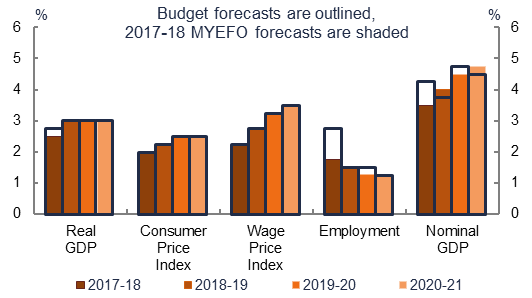 Budget forecasts are outlined,
2017-18 MYEFO forecasts are shaded
% %
6 6
5 5
4 4
3 3
2 2
1 1
0 0
Real GDP
Consumer Price Index
Wage Price Index
Employment
Nominal GDP
2017-18 2018-19 2019-20 2020-21